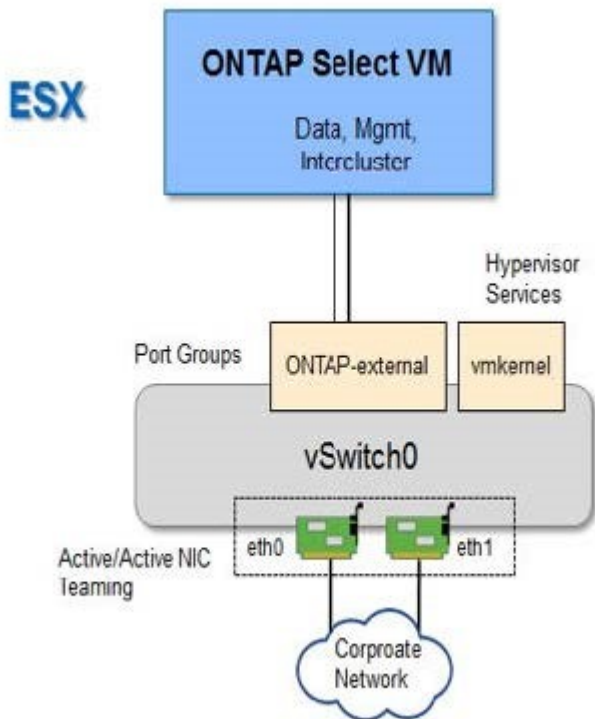 ESX
ONTAP Select VM
Data, Mgmt,
Intercluster
Hypervisor
Services
Port Groups
ONTAP-external
vmkernel
vSwitch0
eth0
eth1
Active/Active NIC
Teaming
Corproate
Network